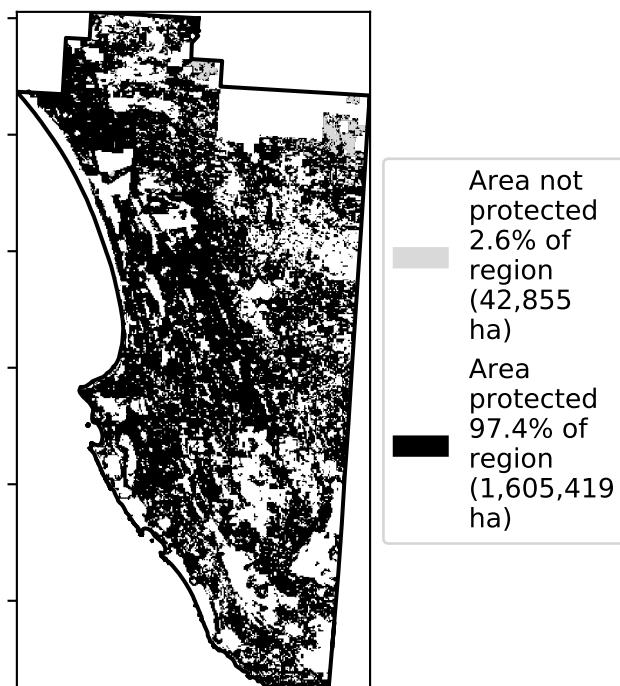 Area not
protected
2.6% of
region
(42,855
ha)
Area
protected
97.4% of
region
(1,605,419
ha)